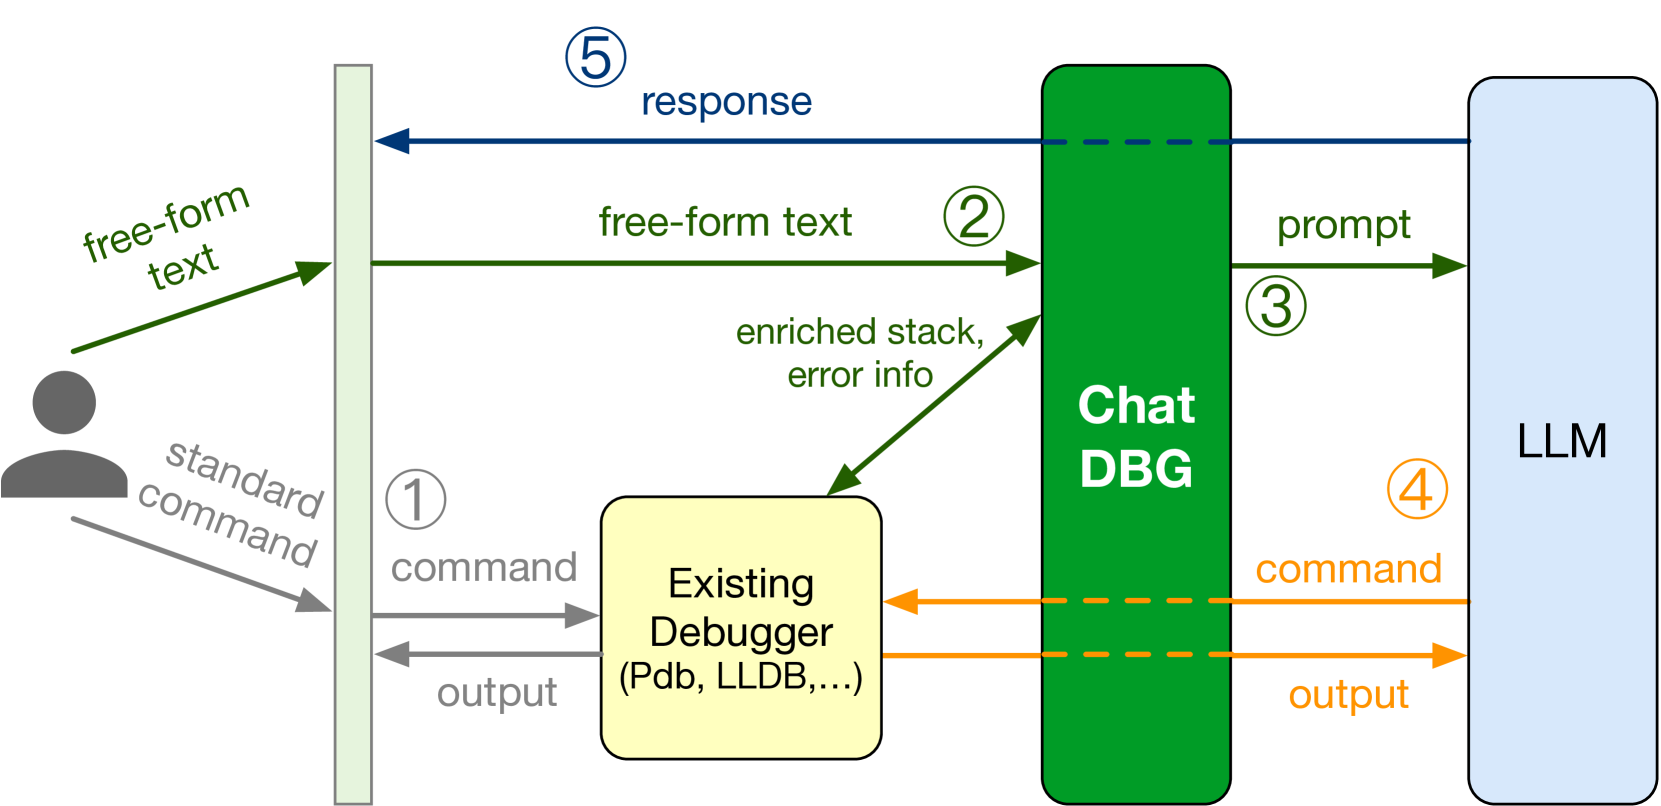 ⑤
response
free-form
text
free-form text
②
prompt
③
enriched stack,
error info
Chat
DBG
LLM
standard
command
①
command
output
Existing
Debugger
(Pdb, LLDB,...)
④
command
output